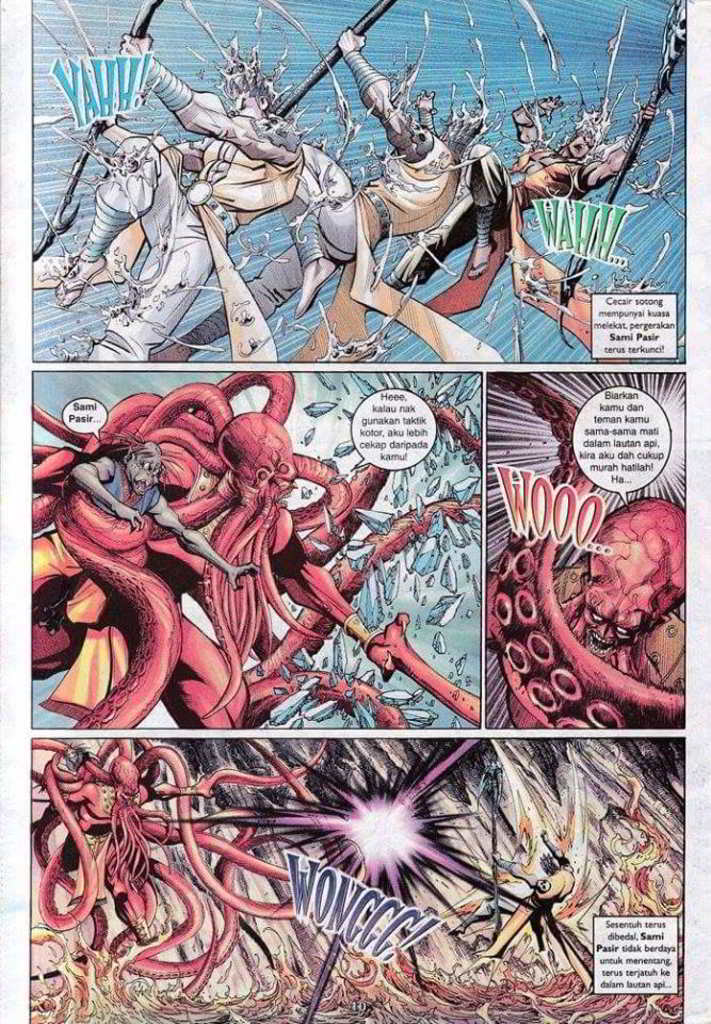 YAHH!
WAHH...
Cecair sotong
mempunyai kuasa
melekat, pergerakan
Sami Pasir
terus terkunci!
Sami
Pasir...
Heee,
kalau nak
gunakan taktik
kotor, aku lebih
cekap daripada
kamu!
Biarkan
kamu dan
teman kamu
sama-sama mati
dalam lautan api,
kira aku dah cukup
murah hatilah!
Ha...
WOOO...
WONGGG!
Sesentuh terus
dibedal, Sami
Pasir tidak berdaya
untuk menentang,
terus terjatuh ke
dalam lautan api...
10